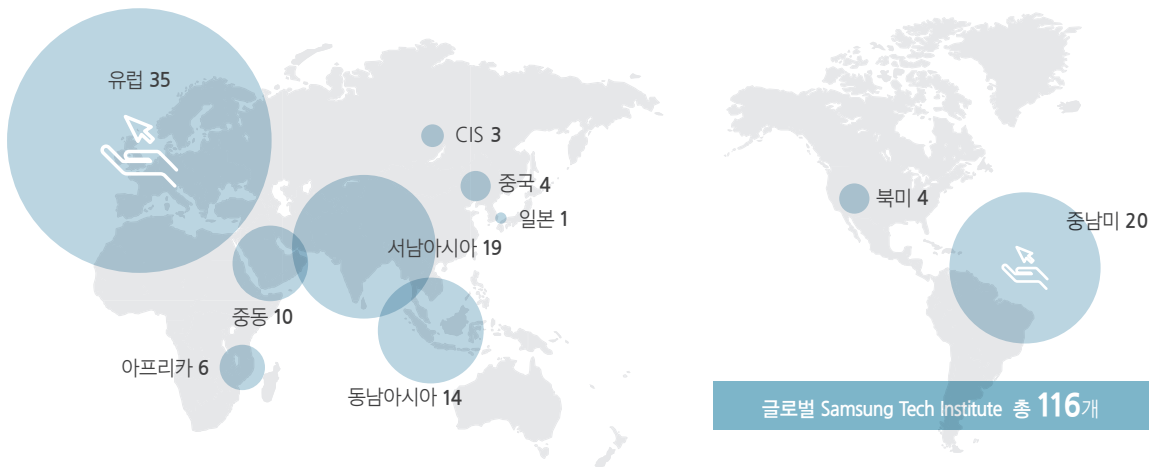 유럽 35
CIS 3
중국 4
일본 1
서남아시아 19
중동 10
아프리카 6
동남아시아 14
북미 4
중남미 20
글로벌 Samsung Tech Institute 총 116개